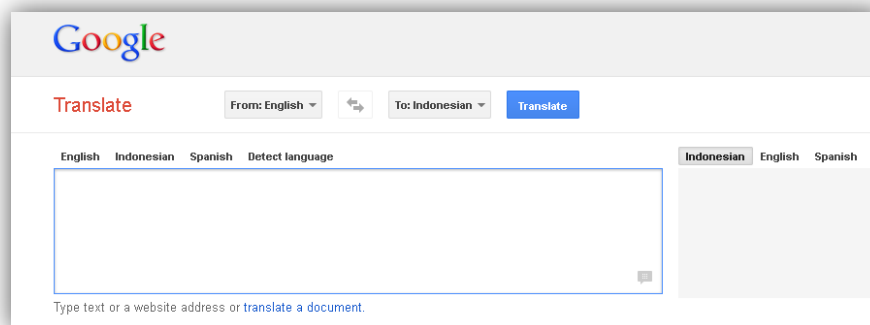 Google
Translate From: English To: Indonesian Translate
English Indonesian Spanish Detect language Indonesian English Spanish
Type text or a website address or translate a document.